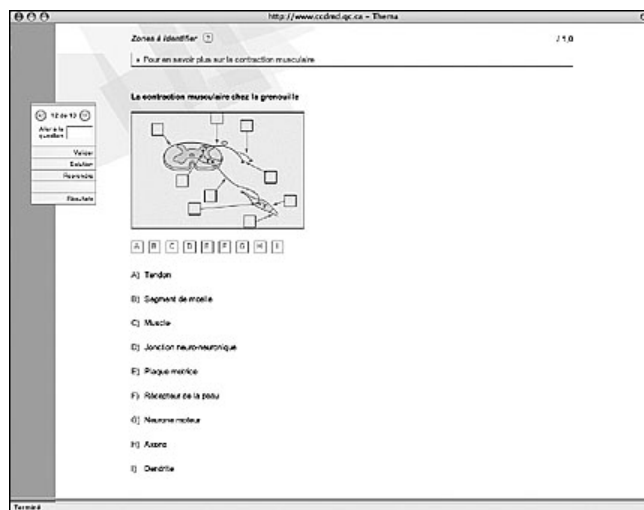 http://www.ccdmd.qc.ca – Thema
Zones à identifier ?
/ 1,0
Pour en savoir plus sur la contraction musculaire
La contraction musculaire chez la grenouille
12 de 13
Aller à la question
Valider
Solution
Reprendre
Résultats
A B C D E F G H I
A) Tendon
B) Segment de moelle
C) Muscle
D) Jonction neuro-neuronique
E) Plaque motrice
F) Récepteur de la peau
G) Neurone moteur
H) Axone
I) Dendrite
Terminé